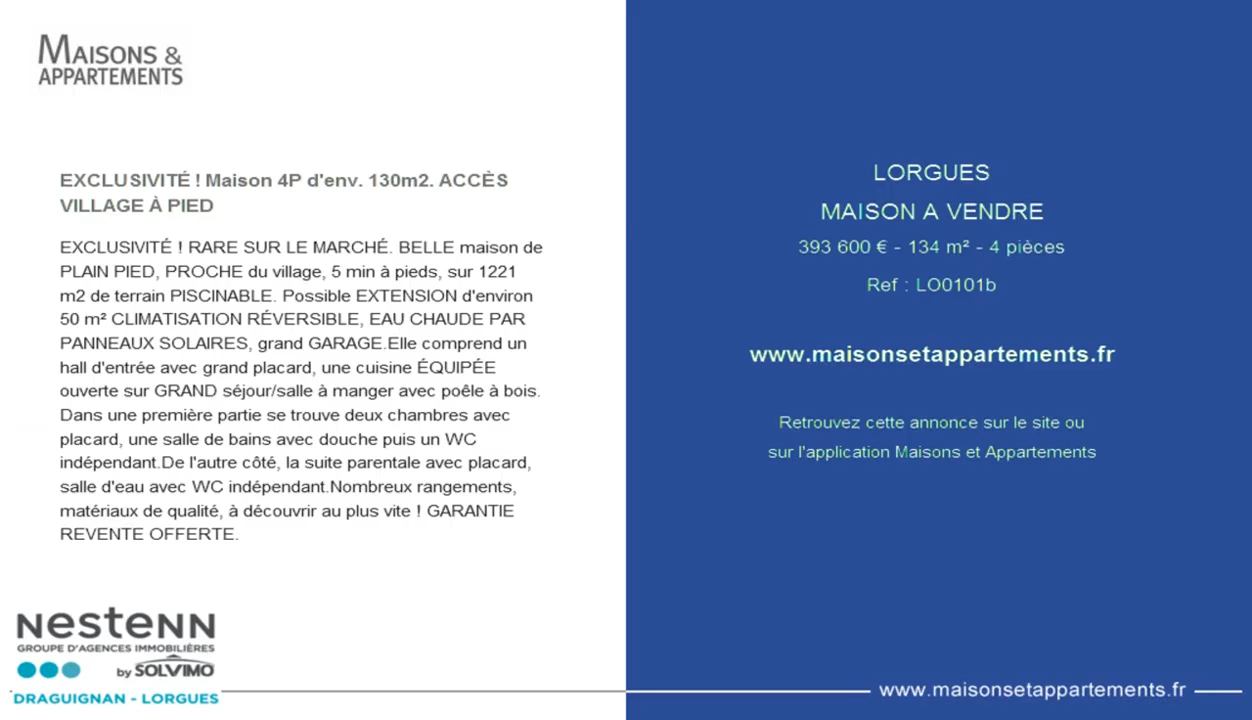 MAISONS &
APPARTEMENTS
EXCLUSIVITÉ ! Maison 4P d'env. 130m2. ACCÈS
VILLAGE À PIED
EXCLUSIVITÉ ! RARE SUR LE MARCHÉ. BELLE maison de
PLAIN PIED, PROCHE du village, 5 min à pieds, sur 1221
m2 de terrain PISCINABLE. Possible EXTENSION d'environ
50 m² CLIMATISATION RÉVERSIBLE, EAU CHAUDE PAR
PANNEAUX SOLAIRES, grand GARAGE.Elle comprend un
hall d'entrée avec grand placard, une cuisine ÉQUIPÉE
ouverte sur GRAND séjour/salle à manger avec poêle à bois.
Dans une première partie se trouve deux chambres avec
placard, une salle de bains avec douche puis un WC
indépendant.De l'autre côté, la suite parentale avec placard,
salle d'eau avec WC indépendant.Nombreux rangements,
matériaux de qualité, à découvrir au plus vite ! GARANTIE
REVENTE OFFERTE.
nestenn
GROUPE D'AGENCES IMMOBILIÈRES
by SOLVIMO
DRAGUIGNAN - LORGUES
LORGUES
MAISON A VENDRE
393 600 € - 134 m² - 4 pièces
Ref : LO0101b
www.maisonsetappartements.fr
Retrouvez cette annonce sur le site ou
sur l'application Maisons et Appartements
www.maisonsetappartements.fr